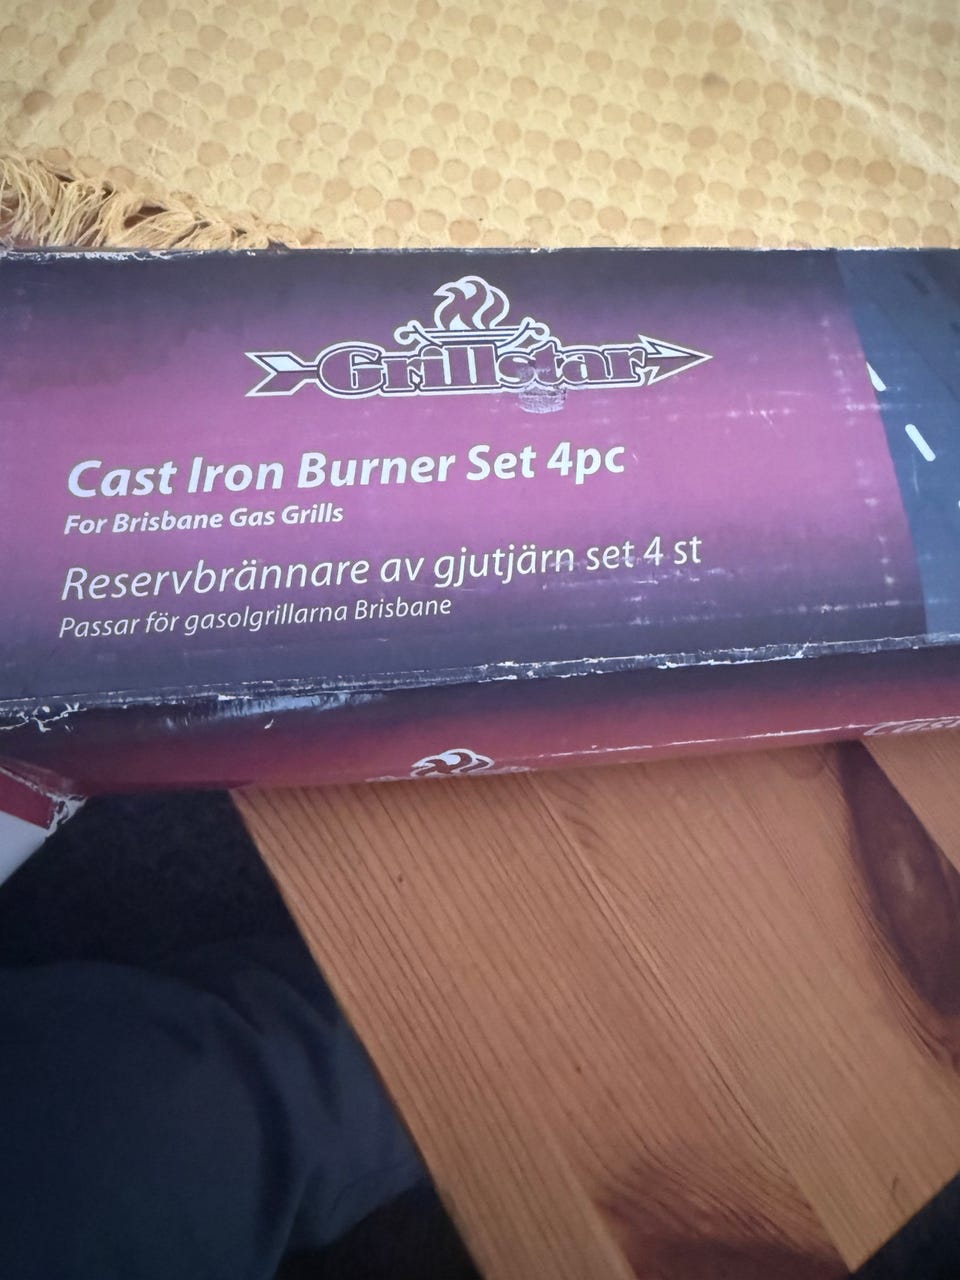 Grillstar
Cast Iron Burner Set 4pc
For Brisbane Gas Grills
Reservbrännare av gjutjärn set 4 st
Passar för gasolgrillarna Brisbane